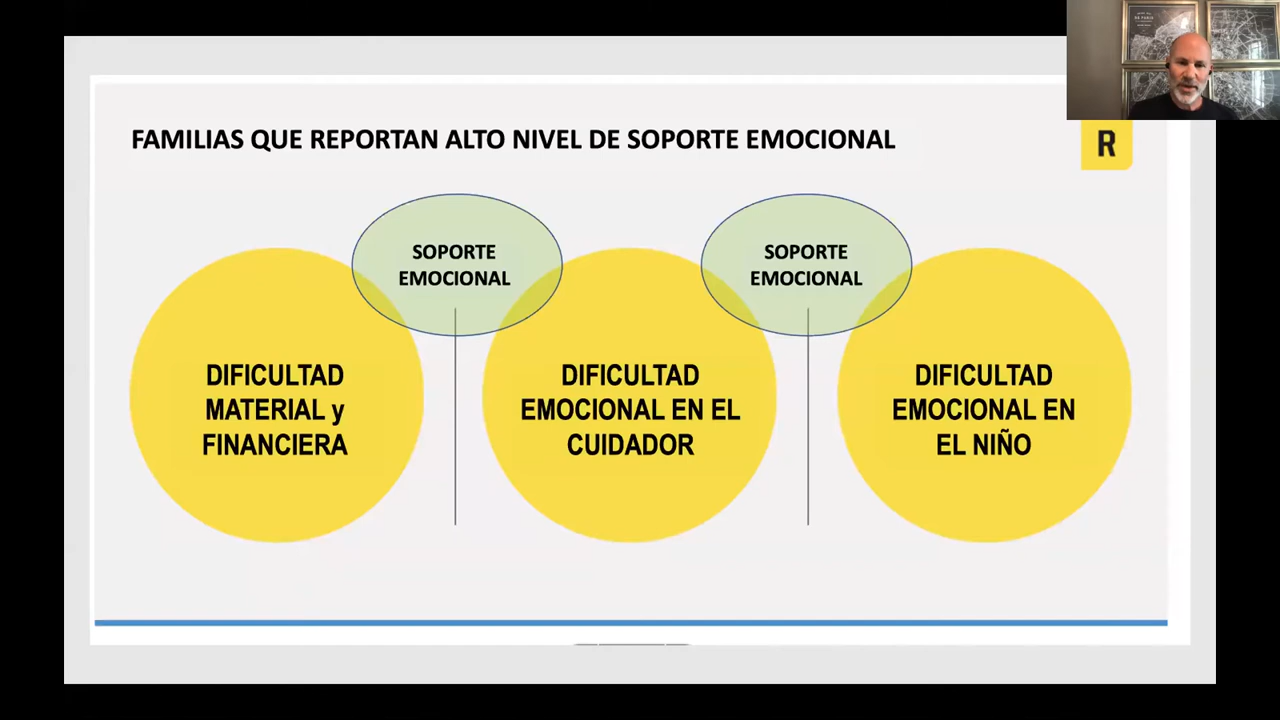 FAMILIAS QUE REPORTAN ALTO NIVEL DE SOPORTE EMOCIONAL
R
SOPORTE
EMOCIONAL
SOPORTE
EMOCIONAL
DIFICULTAD
MATERIAL y
FINANCIERA
DIFICULTAD
EMOCIONAL EN EL
CUIDADOR
DIFICULTAD
EMOCIONAL EN
EL NIÑO